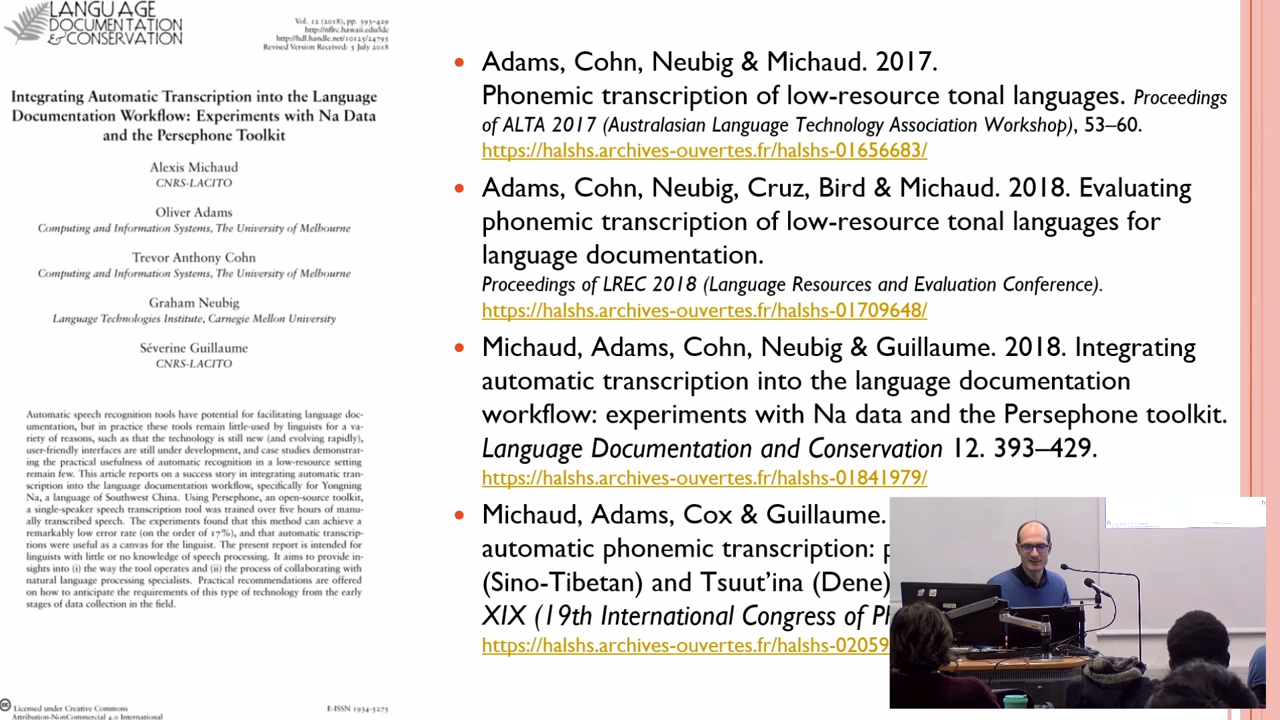 LANGUAGE
DOCUMENTATION
& CONSERVATION
Vol. 12 (2018), pp. 393–429
http://nflrc.hawaii.edu/ldc
http://hdl.handle.net/10125/24793
Revised Version Received: 5 July 2018
Integrating Automatic Transcription into the Language
Documentation Workflow: Experiments with Na Data
and the Persephone Toolkit
Alexis Michaud
CNRS-LACITO
Oliver Adams
Computing and Information Systems, The University of Melbourne
Trevor Anthony Cohn
Computing and Information Systems, The University of Melbourne
Graham Neubig
Language Technologies Institute, Carnegie Mellon University
Séverine Guillaume
CNRS-LACITO
Automatic speech recognition tools have potential for facilitating language doc-
umentation, but in practice these tools remain little-used by linguists for a va-
riety of reasons, such as that the technology is still new (and evolving rapidly),
user-friendly interfaces are still under development, and case studies demonstrat-
ing the practical usefulness of automatic recognition in a low-resource setting
remain few. This article reports on a success story in integrating automatic tran-
scription into the language documentation workflow, specifically for Yongning
Na, a language of Southwest China. Using Persephone, an open-source toolkit,
a single-speaker speech transcription tool was trained over five hours of manu-
ally transcribed speech. The experiments found that this method can achieve a
remarkably low error rate (on the order of 17%), and that automatic transcrip-
tions were useful as a canvas for the linguist. The present report is intended for
linguists with little or no knowledge of speech processing. It aims to provide in-
sights into (i) the way the tool operates and (ii) the process of collaborating with
natural language processing specialists. Practical recommendations are offered
on how to anticipate the requirements of this type of technology from the early
stages of data collection in the field.
Licensed under Creative Commons
Attribution-NonCommercial 4.0 International
E-ISSN 1934-5275
• Adams, Cohn, Neubig & Michaud. 2017.
Phonemic transcription of low-resource tonal languages. Proceedings
of ALTA 2017 (Australasian Language Technology Association Workshop), 53–60.
https://halshs.archives-ouvertes.fr/halshs-01656683/
• Adams, Cohn, Neubig, Cruz, Bird & Michaud. 2018. Evaluating
phonemic transcription of low-resource tonal languages for
language documentation.
Proceedings of LREC 2018 (Language Resources and Evaluation Conference).
https://halshs.archives-ouvertes.fr/halshs-01709648/
• Michaud, Adams, Cohn, Neubig & Guillaume. 2018. Integrating
automatic transcription into the language documentation
workflow: experiments with Na data and the Persephone toolkit.
Language Documentation and Conservation 12. 393–429.
https://halshs.archives-ouvertes.fr/halshs-01841979/
• Michaud, Adams, Cox & Guillaume.
automatic phonemic transcription:
(Sino-Tibetan) and Tsuut’ina (Dene)
XIX (19th International Congress of
https://halshs.archives-ouvertes.fr/halshs-02059